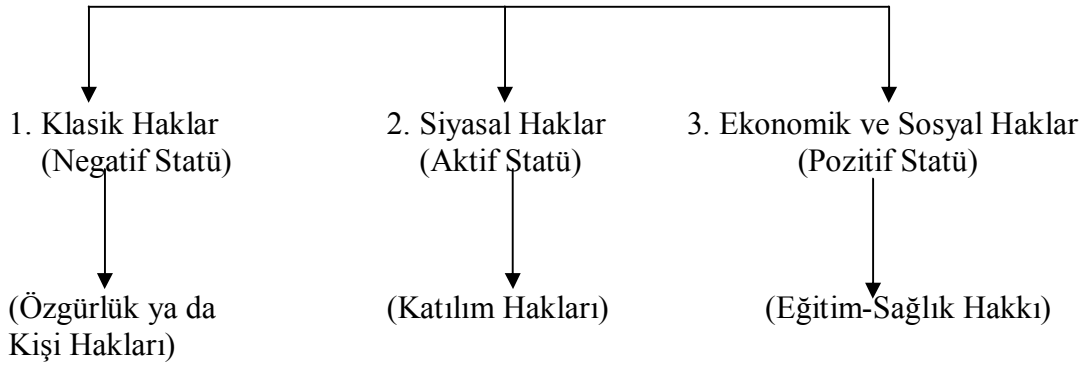 1. Klasik Haklar
(Negatif Statü)
2. Siyasal Haklar
(Aktif Statü)
3. Ekonomik ve Sosyal Haklar
(Pozitif Statü)
(Özgürlük ya da
Kişi Hakları)
(Katılım Hakları)
(Eğitim-Sağlık Hakkı)